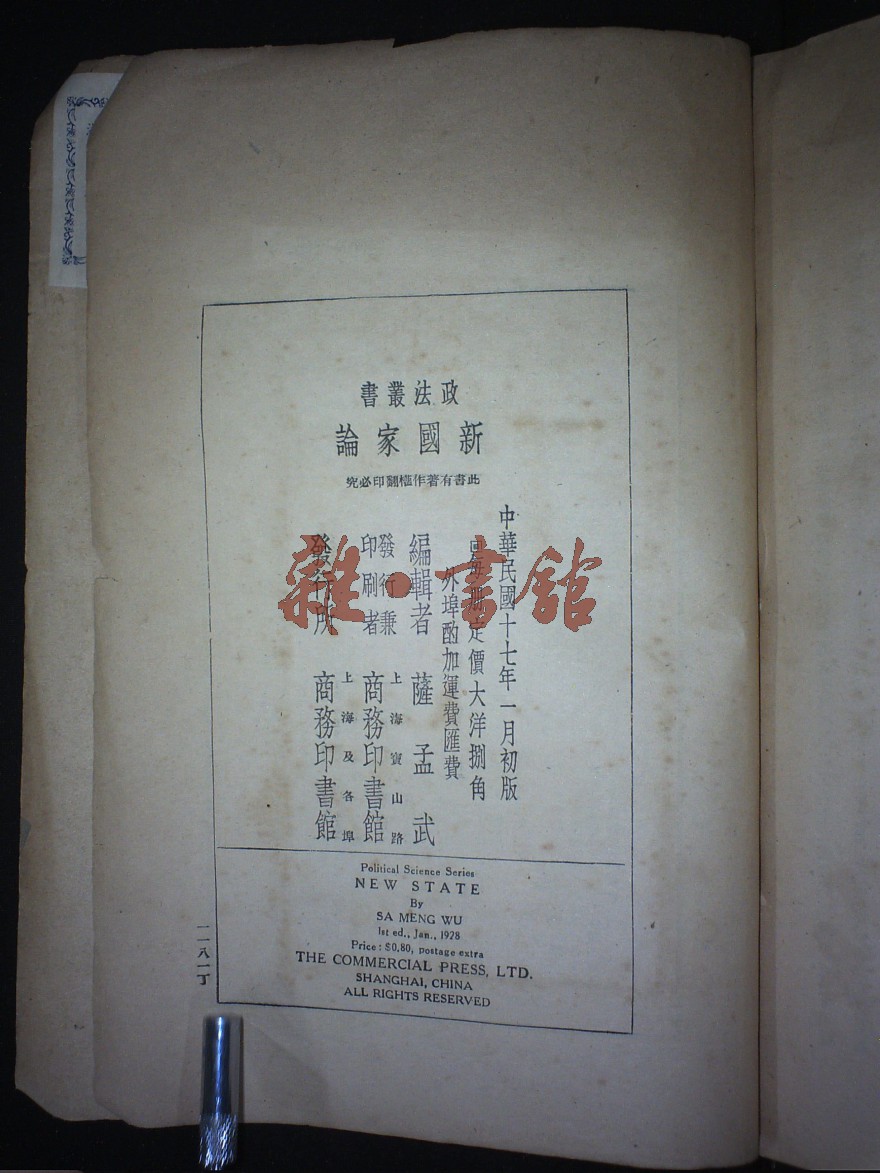 政法叢書
新國家論
此書有著作權翻印必究
中華民國十七年一月初版
每冊定價大洋捌角
外埠酌加運費匯費
編輯者 薩孟武
發行兼
印刷者
上海寶山路
商務印書館
發行所
上海及各埠
商務印書館
雜·書館
Political Science Series
NEW STATE
By
SA MENG WU
1st ed., Jan., 1928
Price : $0.80, postage extra
THE COMMERCIAL PRESS, LTD.
SHANGHAI, CHINA
ALL RIGHTS RESERVED
一一八一丁